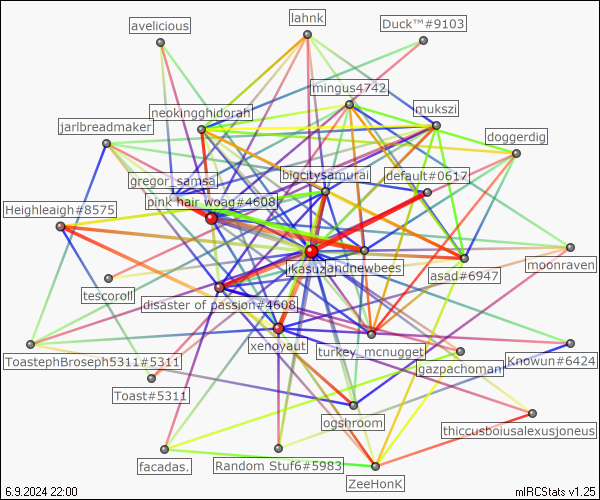 lahnk
Duck™#9103
avelicious
mingus4742
neokingghidorah
mukszi
jarlbreadmaker
doggerdig
bigcitysamurai
default#0617
gregor_samsa
pink hair woag#4608
Heighleaigh#8575
moonraven
ikasuzandnewbees
asad#6947
tescoroll
disaster of passion#4608
xenoyaut
turkey_mcnugget
ToastephBroseph5311#5311
gazpachoman
Knowun#6424
Toast#5311
ogshroom
thiccusboiusalexusjoneus
facadas.
Random Stuf6#5983
ZeeHonK
6.9.2024 22:00
mIRCStats v1.25